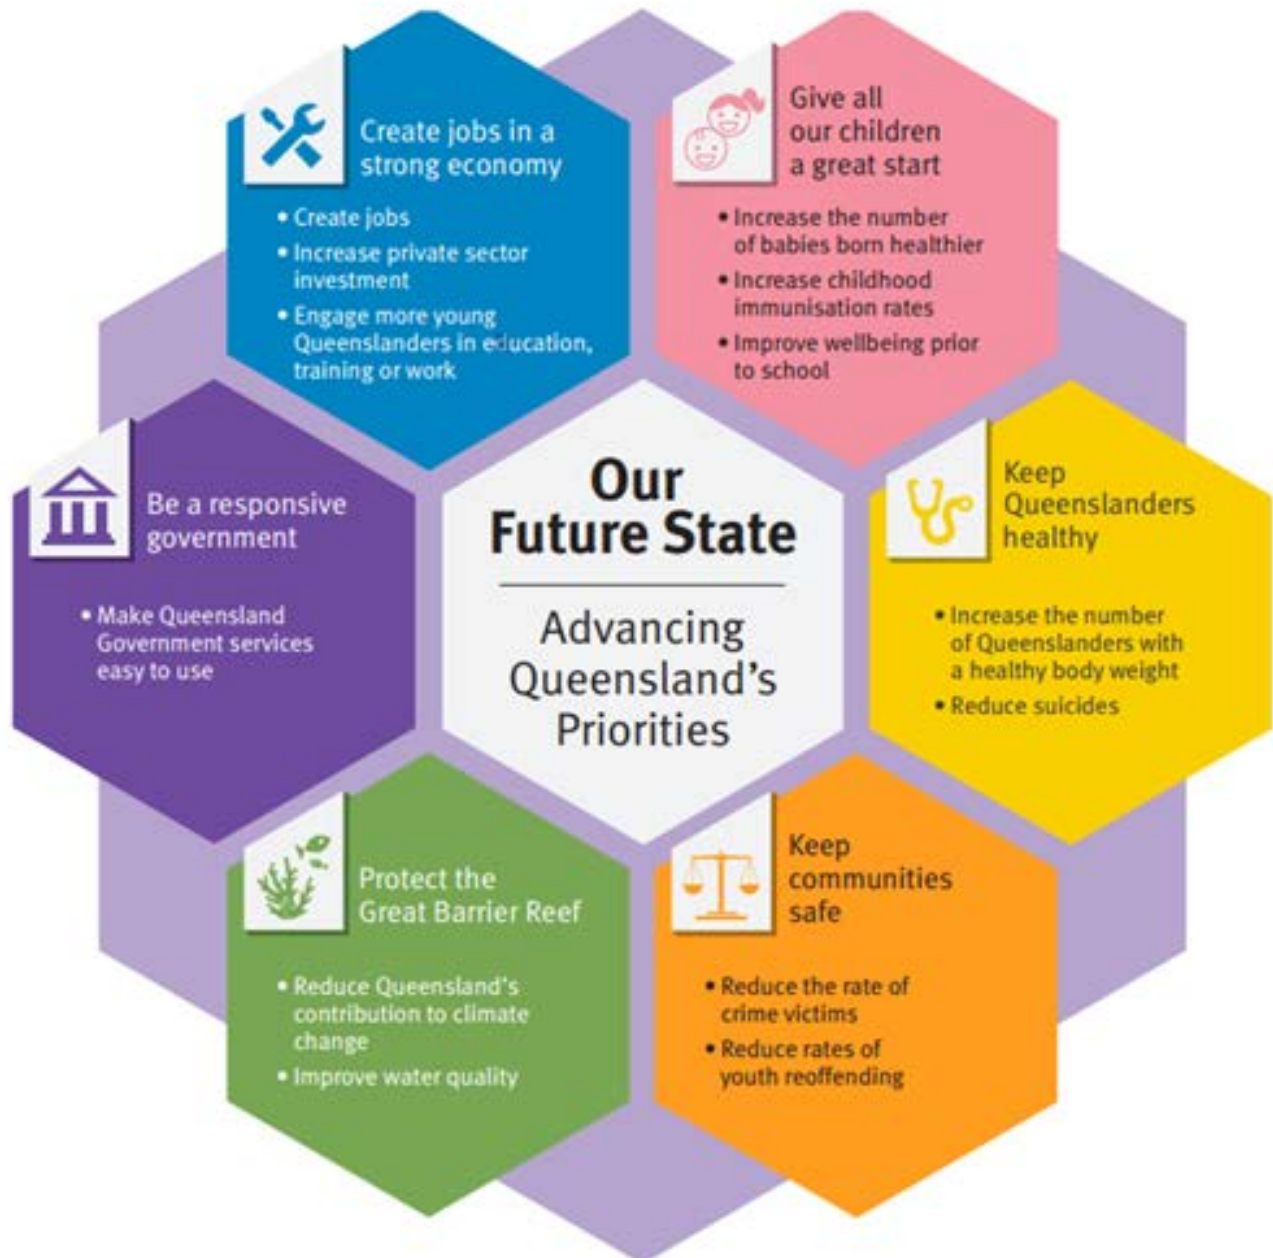 Create jobs in a
strong economy
• Create jobs
• Increase private sector
investment
• Engage more young
Queenslanders in education,
training or work
Give all
our children
a great start
• Increase the number
of babies born healthier
• Increase childhood
immunisation rates
• Improve wellbeing prior
to school
Be a responsive
government
• Make Queensland
Government services
easy to use
Our
Future State
Advancing
Queensland's
Priorities
Keep
Queenslanders
healthy
• Increase the number
of Queenslanders with
a healthy body weight
• Reduce suicides
Protect the
Great Barrier Reef
• Reduce Queensland's
contribution to climate
change
• Improve water quality
Keep
communities
safe
• Reduce the rate of
crime victims
• Reduce rates of
youth reoffending